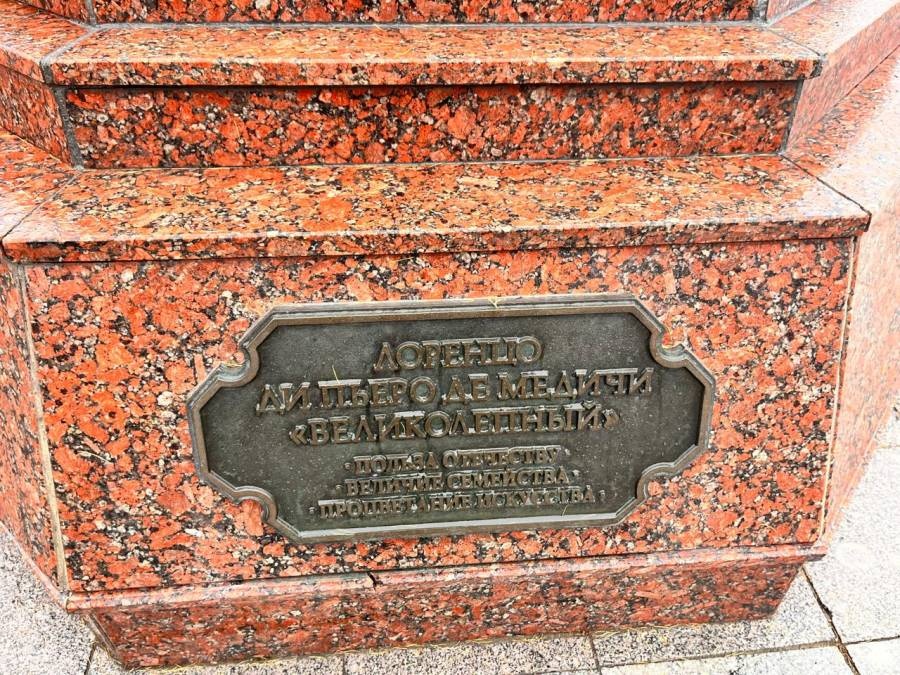 ЛОРЕНЦО
ДИ ПЬЕРО ДЕ МЕДИЧИ
«ВЕЛИКОЛЕПНЫЙ»
· ПОЛЬЗА ОТЕЧЕСТВУ ·
· ВЕЛИЧИЕ СЕМЕЙСТВА ·
· ПРОЦВЕТАНИЕ ИСКУССТВА ·